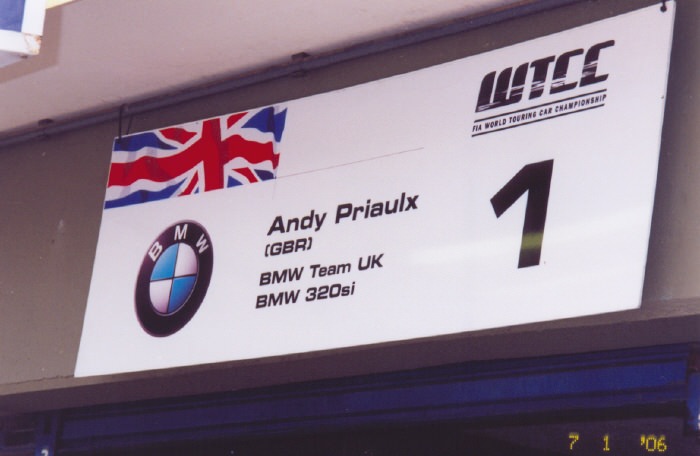 WTCC
FIA WORLD TOURING CAR CHAMPIONSHIP
1
BMW
Andy Priaulx
(GBR)
BMW Team UK
BMW 320si
7 1 '06